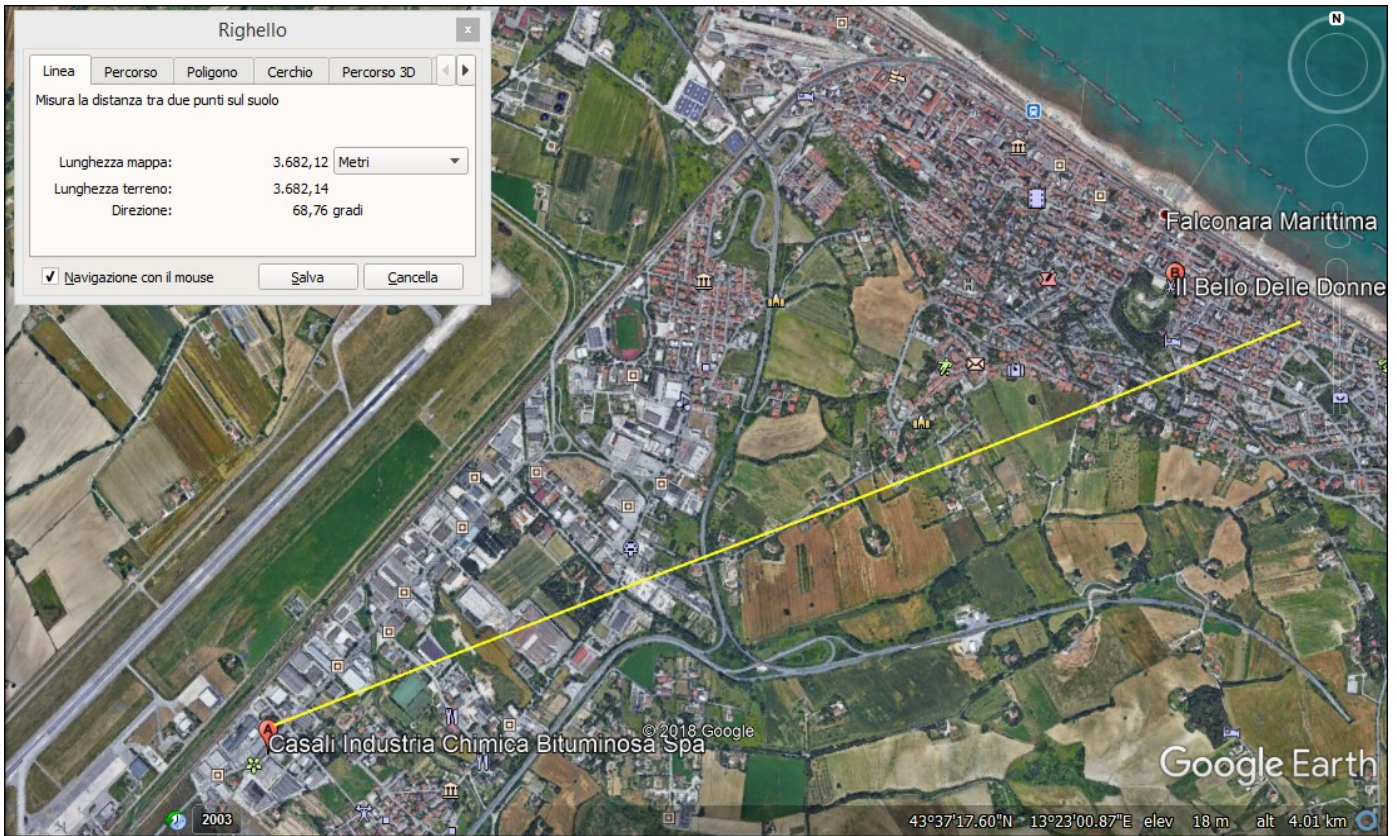 Righello
x
Linea Percorso Poligono Cerchio Percorso 3D
Misura la distanza tra due punti sul suolo
Lunghezza mappa: 3.682,12 Metri
Lunghezza terreno: 3.682,14
Direzione: 68,76 gradi
Navigazione con il mouse Salva Cancella
N
Falconara Marittima
B
Il Bello Delle Donne
H
A
Casali Industria Chimica Bituminosa Spa
© 2018 Google
Google Earth
2003
43°37'17.60"N 13°23'00.87"E elev 18 m alt 4.01 km